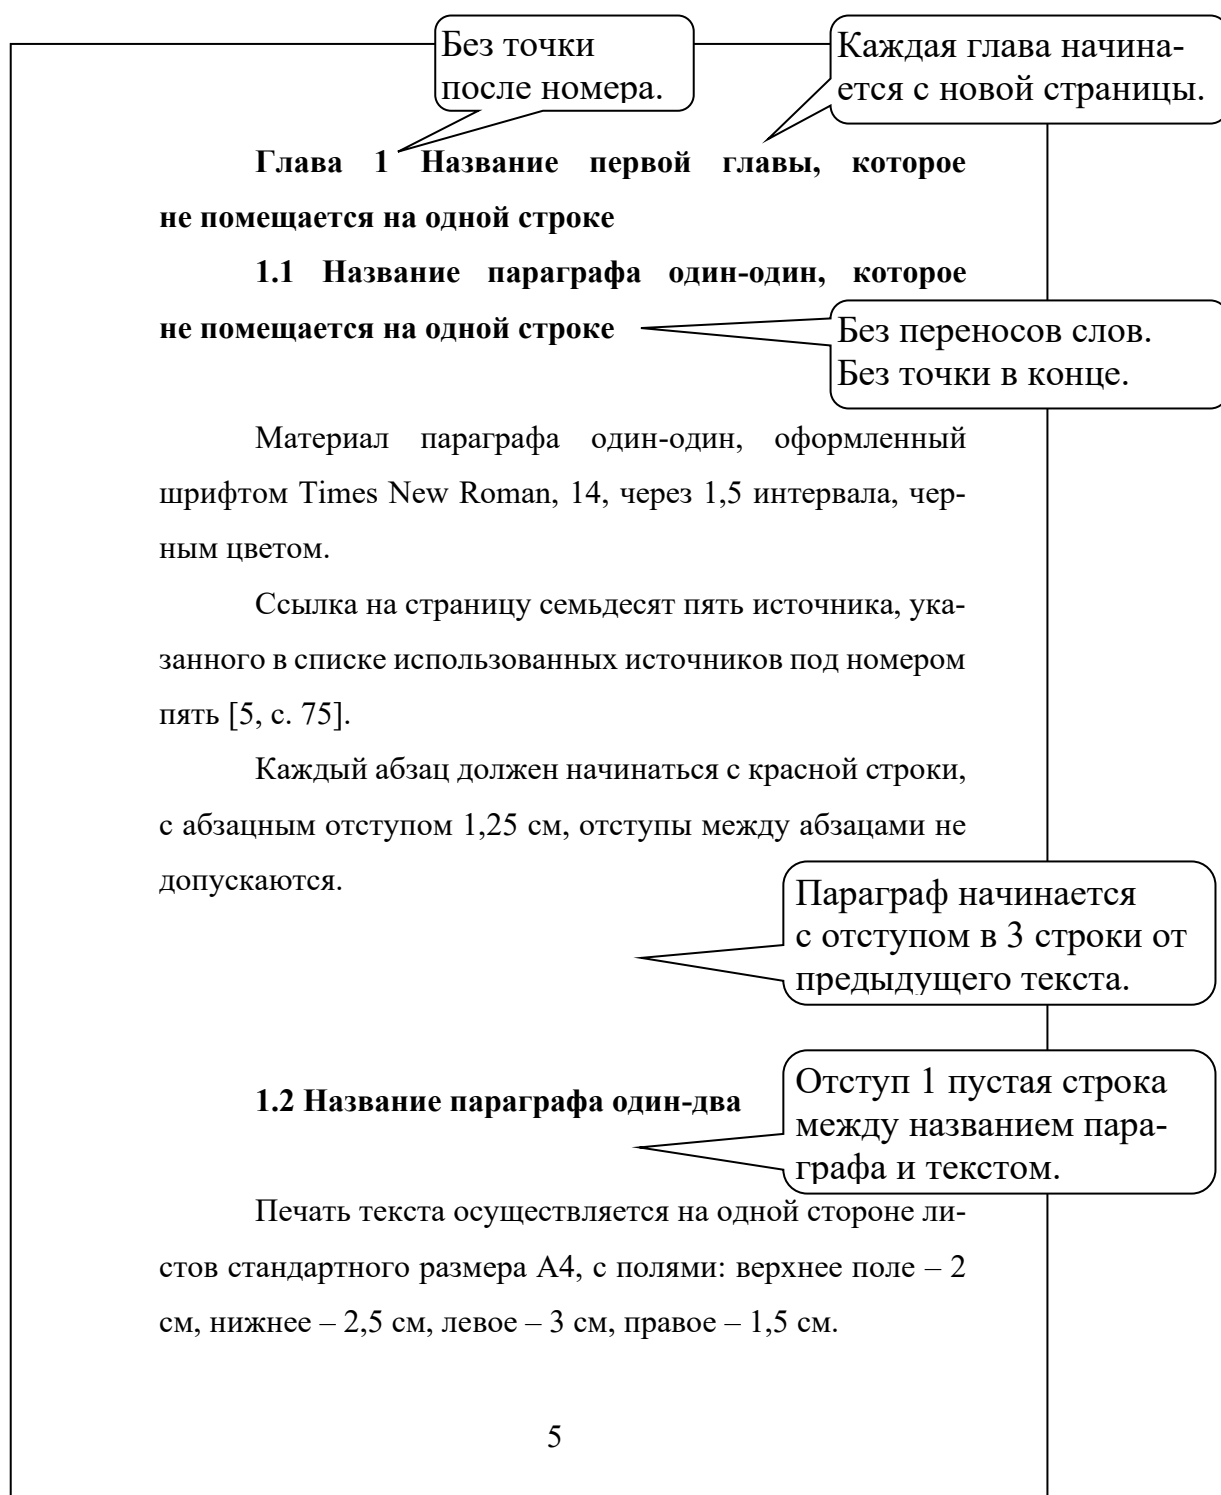 Без точки
после номера.
Каждая глава начина-
ется с новой страницы.
Глава 1 Название первой главы, которое
не помещается на одной строке
1.1 Название параграфа один-один, которое
не помещается на одной строке
Без переносов слов.
Без точки в конце.
Материал параграфа один-один, оформленный
шрифтом Times New Roman, 14, через 1,5 интервала, чер-
ным цветом.
Ссылка на страницу семьдесят пять источника, ука-
занного в списке использованных источников под номером
пять [5, с. 75].
Каждый абзац должен начинаться с красной строки,
с абзацным отступом 1,25 см, отступы между абзацами не
допускаются.
Параграф начинается
с отступом в 3 строки от
предыдущего текста.
1.2 Название параграфа один-два
Отступ 1 пустая строка
между названием пара-
графа и текстом.
Печать текста осуществляется на одной стороне ли-
стов стандартного размера А4, с полями: верхнее поле – 2
см, нижнее – 2,5 см, левое – 3 см, правое – 1,5 см.
5